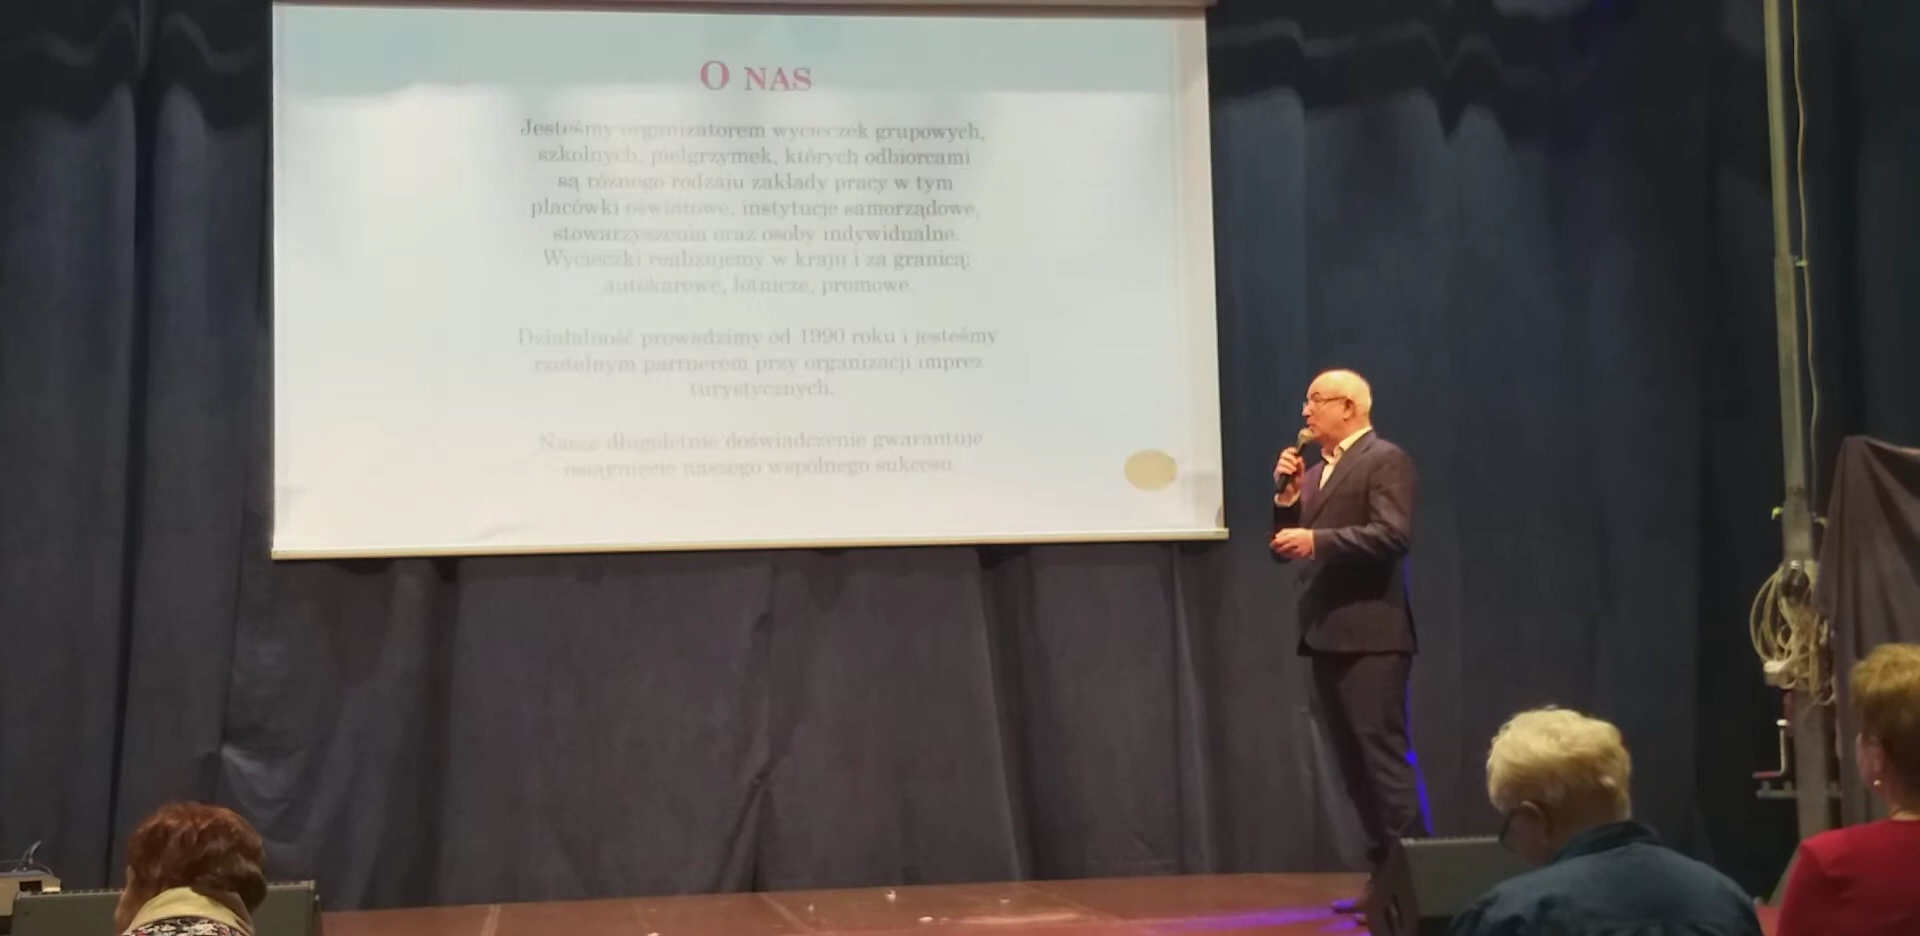 O NAS
Jesteśmy organizatorem wycieczek grupowych,
szkolnych, pielgrzymek, których odbiorcami
są różnego rodzaju zakłady pracy w tym
placówki oświatowe, instytucje samorządowe,
stowarzyszenia oraz osoby indywidualne.
Wycieczki realizujemy w kraju i za granicą:
autokarowe, lotnicze, promowe.
Działalność prowadzimy od 1990 roku i jesteśmy
rzetelnym partnerem przy organizacji imprez
turystycznych.
Nasze długoletnie doświadczenie gwarantuje
osiągnięcie naszego wspólnego sukcesu.